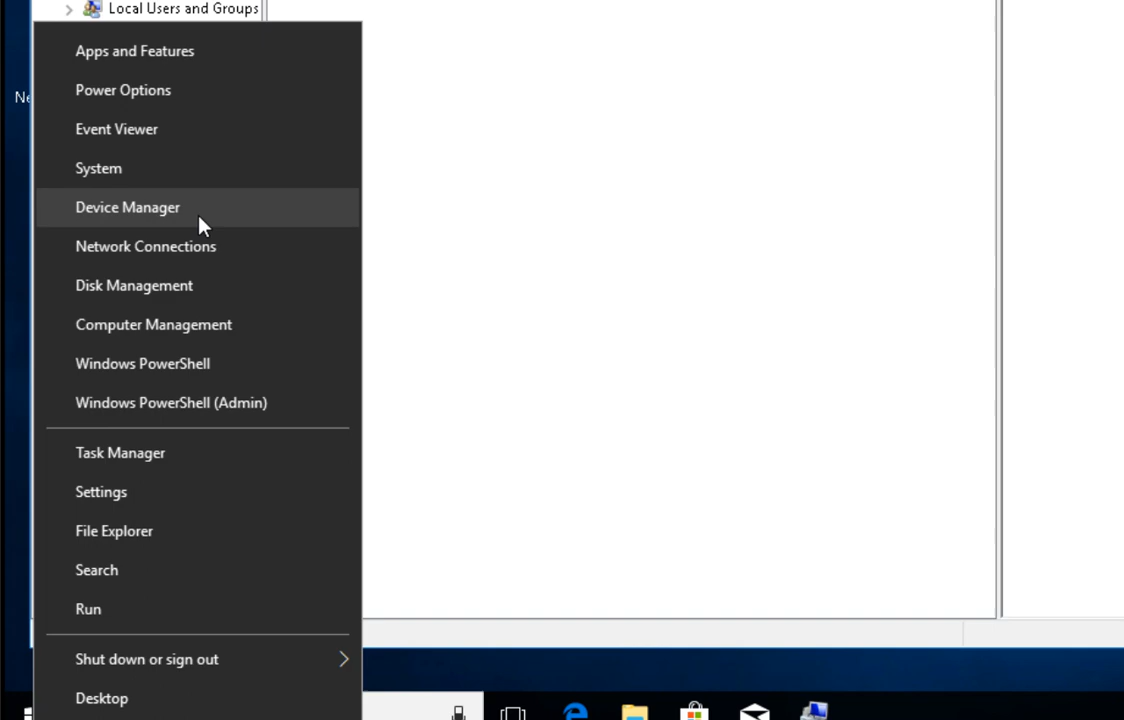 Local Users and Groups
Apps and Features
Power Options
Ne
Event Viewer
System
Device Manager
Network Connections
Disk Management
Computer Management
Windows PowerShell
Windows PowerShell (Admin)
Task Manager
Settings
File Explorer
Search
Run
Shut down or sign out
Desktop